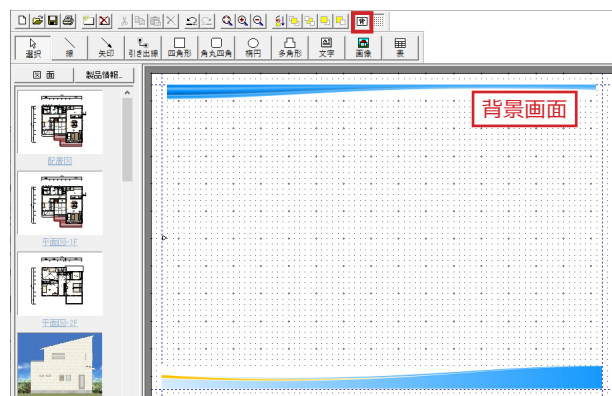 背
選択 線 矢印 引き出線 四角形 角丸四角 楕円 多角形 文字 画像 表
図 面 製品情報...
背景画面
配置図
平面図-1F
平面図-2F